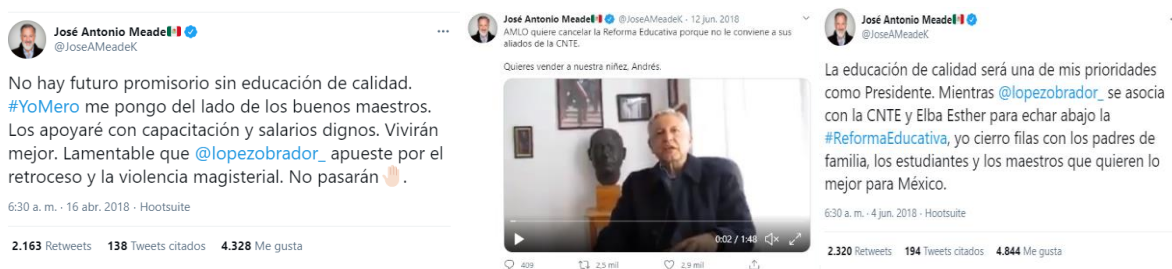 José Antonio Meade🇲🇽
@JoseAMeadeK
No hay futuro promisorio sin educación de calidad.
#YoMero me pongo del lado de los buenos maestros.
Los apoyaré con capacitación y salarios dignos. Vivirán
mejor. Lamentable que @lopezobrador_ apueste por el
retroceso y la violencia magisterial. No pasarán🤚🏻.
6:30 a. m. · 16 abr. 2018 · Hootsuite
2.163 Retweets 138 Tweets citados 4.328 Me gusta
José Antonio Meade🇲🇽 @JoseAMeadeK · 12 jun. 2018
AMLO quiere cancelar la Reforma Educativa porque no le conviene a sus
aliados de la CNTE.
Quieres vender a nuestra niñez, Andrés.
0:02 / 1:48
409 2,5 mil 2,9 mil
José Antonio Meade🇲🇽
@JoseAMeadeK
La educación de calidad será una de mis prioridades
como Presidente. Mientras @lopezobrador_ se asocia
con la CNTE y Elba Esther para echar abajo la
#ReformaEducativa, yo cierro filas con los padres de
familia, los estudiantes y los maestros que quieren lo
mejor para México.
6:30 a. m. · 4 jun. 2018 · Hootsuite
2.320 Retweets 194 Tweets citados 4.844 Me gusta